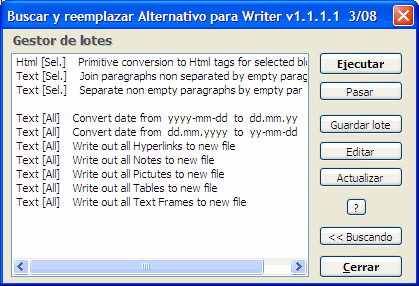 Buscar y reemplazar Alternativo para Writer v1.1.1.1 3/08
Gestor de lotes
Html [Sel.] Primitive conversion to Html tags for selected blo
Text [Sel.] Join paragraphs non separated by empty parag
Text [Sel.] Separate non empty paragraphs by empty par
Text [All] Convert date from yyyy-mm-dd to dd.mm.yy
Text [All] Convert date from dd.mm.yyyy to yy-mm-dd
Text [All] Write out all Hyperlinks to new file
Text [All] Write out all Notes to new file
Text [All] Write out all Pictutes to new file
Text [All] Write out all Tables to new file
Text [All] Write out all Text Frames to new file
Ejecutar
Pasar
Guardar lote
Editar
Actualizar
?
<< Buscando
Cerrar